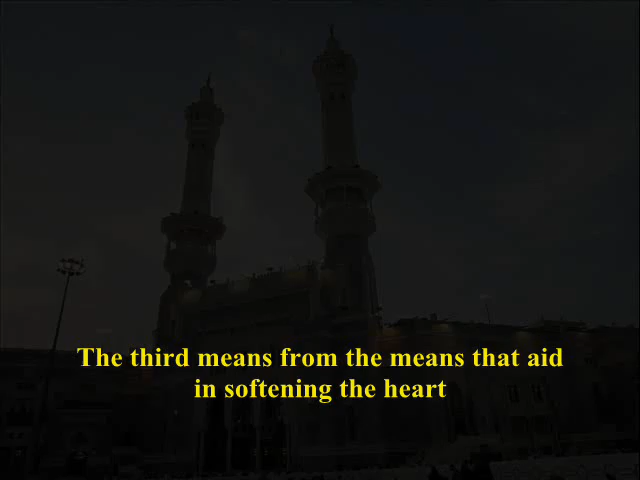 The third means from the means that aid
in softening the heart